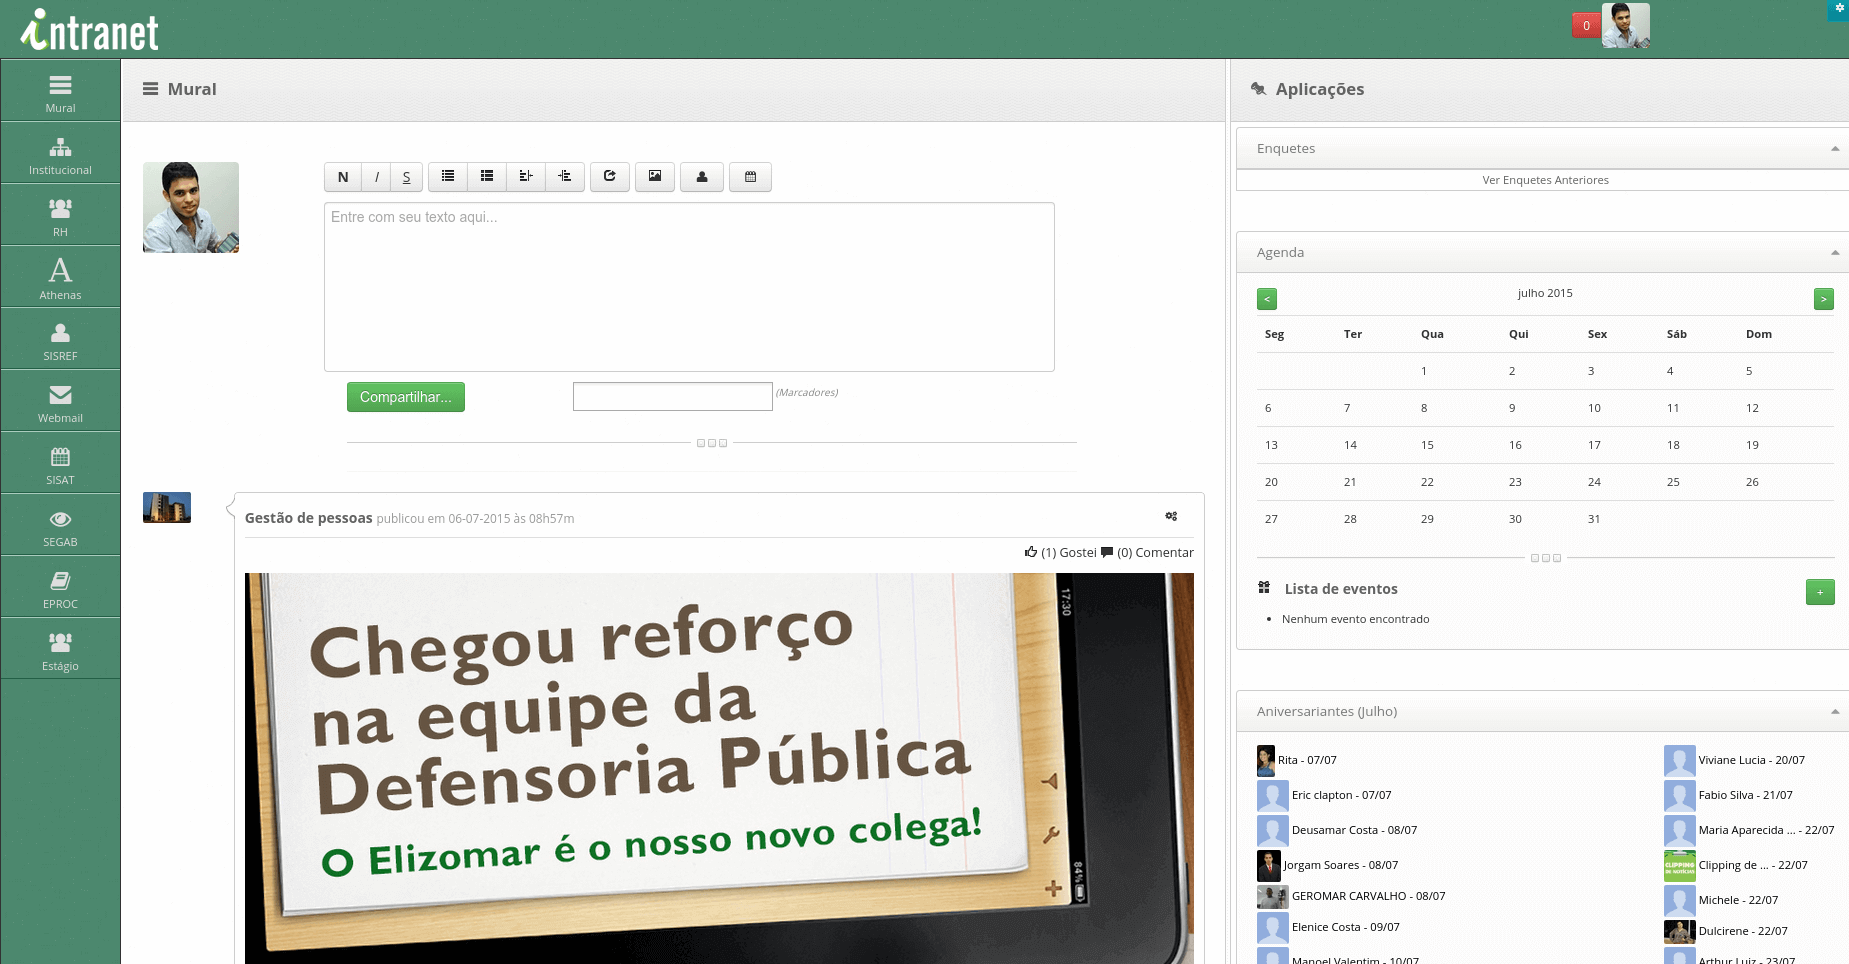 intranet
0
Mural
Institucional
RH
A
Athenas
SISREF
Webmail
SISAT
SEGAB
EPROC
Estágio
Mural
N I S
Entre com seu texto aqui...
Compartilhar...
(Marcadores)
Gestão de pessoas publicou em 06-07-2015 às 08h57m
(1) Gostei (0) Comentar
17:30
Chegou reforço
na equipe da
Defensoria Pública
O Elizomar é o nosso novo colega!
84%
Aplicações
Enquetes
Ver Enquetes Anteriores
Agenda
< julho 2015 >
Seg Ter Qua Qui Sex Sáb Dom
1 2 3 4 5
6 7 8 9 10 11 12
13 14 15 16 17 18 19
20 21 22 23 24 25 26
27 28 29 30 31
Lista de eventos
+
Nenhum evento encontrado
Aniversariantes (Julho)
Rita - 07/07
Eric clapton - 07/07
Deusamar Costa - 08/07
Jorgam Soares - 08/07
GEROMAR CARVALHO - 08/07
Elenice Costa - 09/07
Manoel Valentim - 10/07
Viviane Lucia - 20/07
Fabio Silva - 21/07
Maria Aparecida ... - 22/07
CLIPPING
DE NOTÍCIAS
Clipping de ... - 22/07
Michele - 22/07
Dulcirene - 22/07
Arthur Luiz - 23/07